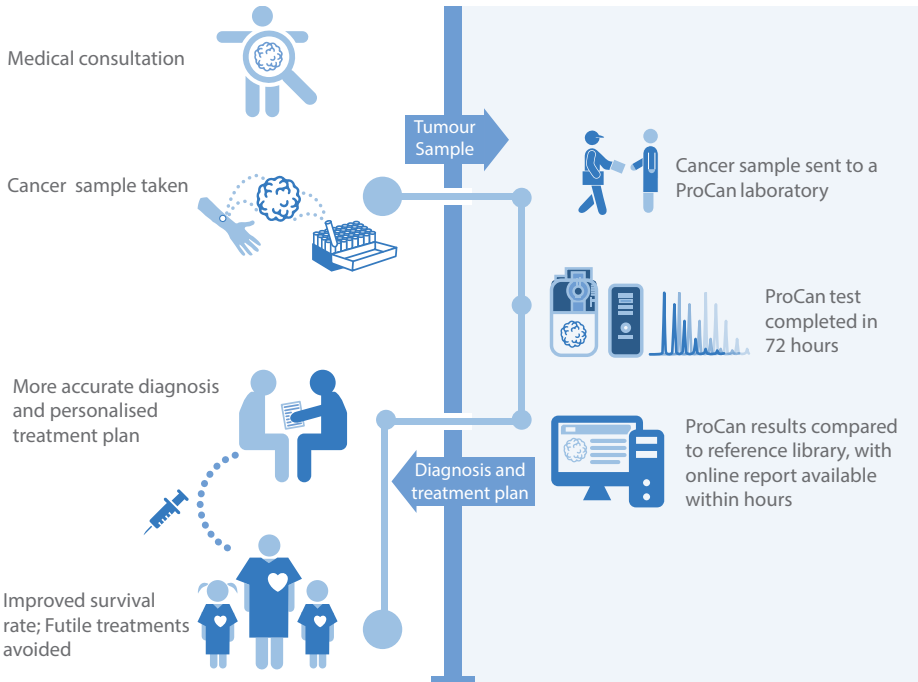 Medical consultation
Tumour
Sample
Cancer sample taken
Cancer sample sent to a
ProCan laboratory
ProCan test
completed in
72 hours
ProCan results compared
to reference library, with
online report available
within hours
Diagnosis and
treatment plan
More accurate diagnosis
and personalised
treatment plan
Improved survival
rate; Futile treatments
avoided